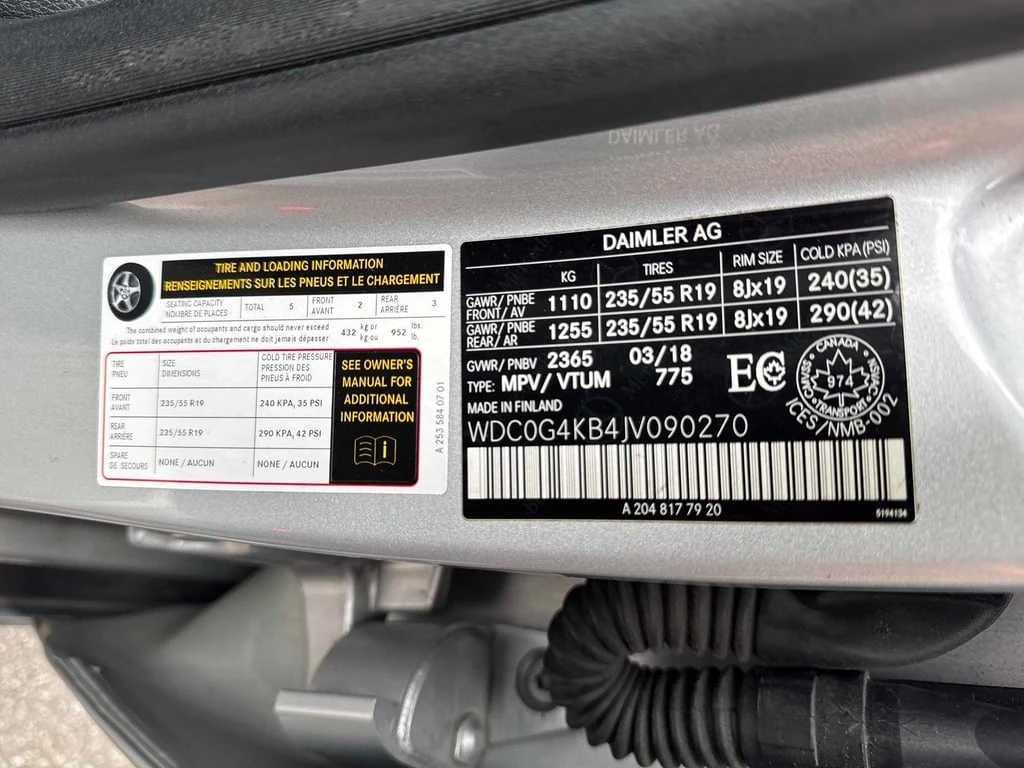 TIRE AND LOADING INFORMATION
RENSEIGNEMENTS SUR LES PNEUS ET LE CHARGEMENT
SEATING CAPACITY
NOMBRE DE PLACES
TOTAL 5
FRONT
AVANT
2
REAR
ARRIÈRE
3
The combined weight of occupants and cargo should never exceed
Le poids total des occupants et du chargement ne doit jamais dépasser
432 kg or
kg ou
952 lbs.
lb.
TIRE
PNEU
SIZE
DIMENSIONS
COLD TIRE PRESSURE
PRESSION DES
PNEUS À FROID
FRONT
AVANT
235/55 R19
240 KPA, 35 PSI
REAR
ARRIÈRE
235/55 R19
290 KPA, 42 PSI
SPARE
DE SECOURS
NONE / AUCUN
NONE / AUCUN
SEE OWNER'S
MANUAL FOR
ADDITIONAL
INFORMATION
A 253 584 07 01
DAIMLER AG
DAIMLER AG
KG TIRES RIM SIZE COLD KPA(PSI)
GAWR/ PNBE
FRONT/ AV
1110 235/55 R19 8Jx19 240(35)
GAWR/ PNBE
REAR/ AR
1255 235/55 R19 8Jx19 290(42)
GVWR/ PNBV 2365 03/18
TYPE: MPV/ VTUM 775
MADE IN FINLAND
EC
CANADA
974
TRANSPORT
CMVSS
NSVAC
ICES/NMB-002
WDC0G4KB4JV090270
A 204 817 79 20
5194134